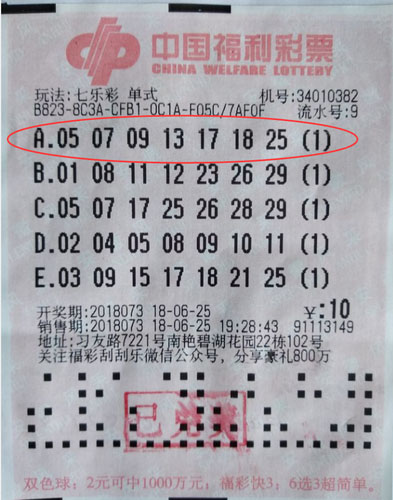 中国福利彩票
CHINA WELFARE LOTTERY
玩法:七乐彩 单式 机号:34010382
B823-8C3A-CFB1-0C1A-F05C/7AF0F 流水号:9
A.05 07 09 13 17 18 25 (1)
B.01 08 11 12 23 26 29 (1)
C.05 07 17 25 26 28 29 (1)
D.02 04 05 08 09 10 11 (1)
E.03 09 15 17 18 21 25 (1)
开奖期:2018073 18-06-25 ¥:10
销售期:2018073 18-06-25 19:28:43 91113149
地址:习友路7221号南艳碧湖花园22栋102号
关注福彩刮刮乐微信公众号，分享豪礼800万
已兑奖
双色球：2元可中1000万元，福彩快3：6选3超简单。